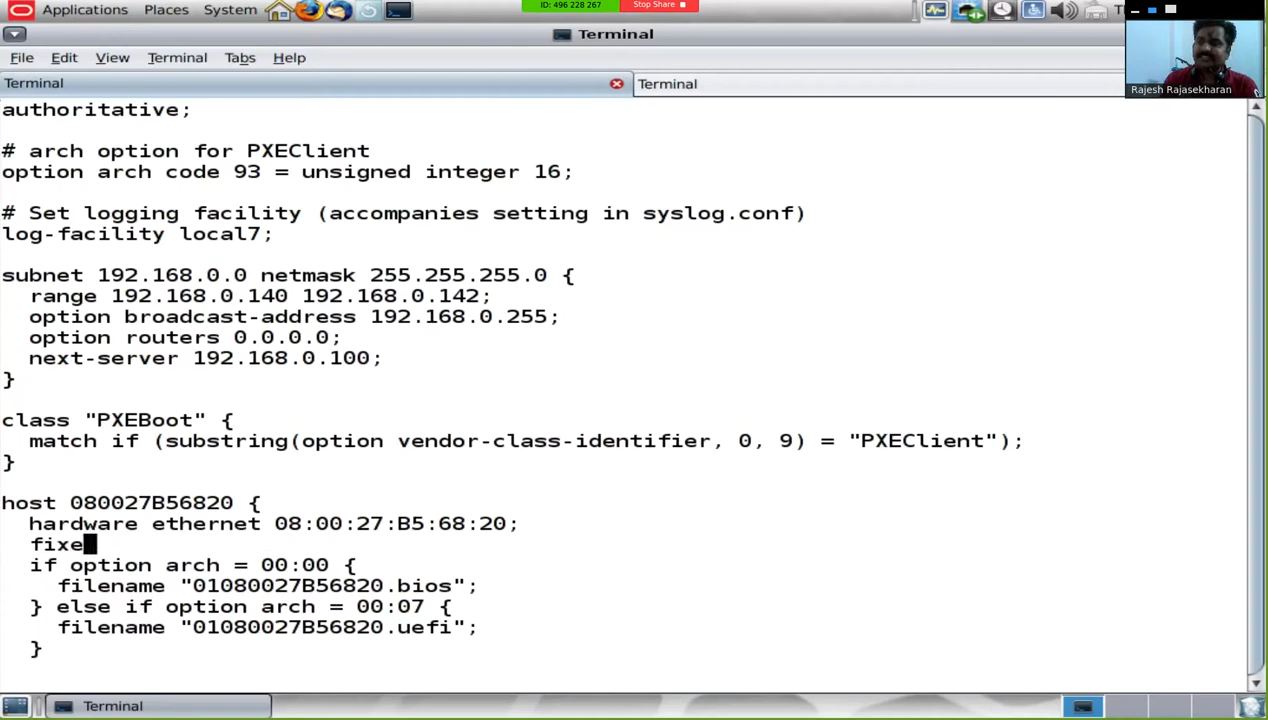 Applications Places System
ID: 496 228 267 Stop Share
Terminal
Rajesh Rajasekharan
File Edit View Terminal Tabs Help
Terminal
Terminal
authoritative;
# arch option for PXEClient
option arch code 93 = unsigned integer 16;
# Set logging facility (accompanies setting in syslog.conf)
log-facility local7;
subnet 192.168.0.0 netmask 255.255.255.0 {
  range 192.168.0.140 192.168.0.142;
  option broadcast-address 192.168.0.255;
  option routers 0.0.0.0;
  next-server 192.168.0.100;
}
class "PXEBoot" {
  match if (substring(option vendor-class-identifier, 0, 9) = "PXEClient");
}
host 080027B56820 {
  hardware ethernet 08:00:27:B5:68:20;
  fixe
  if option arch = 00:00 {
    filename "01080027B56820.bios";
  } else if option arch = 00:07 {
    filename "01080027B56820.uefi";
  }
Terminal